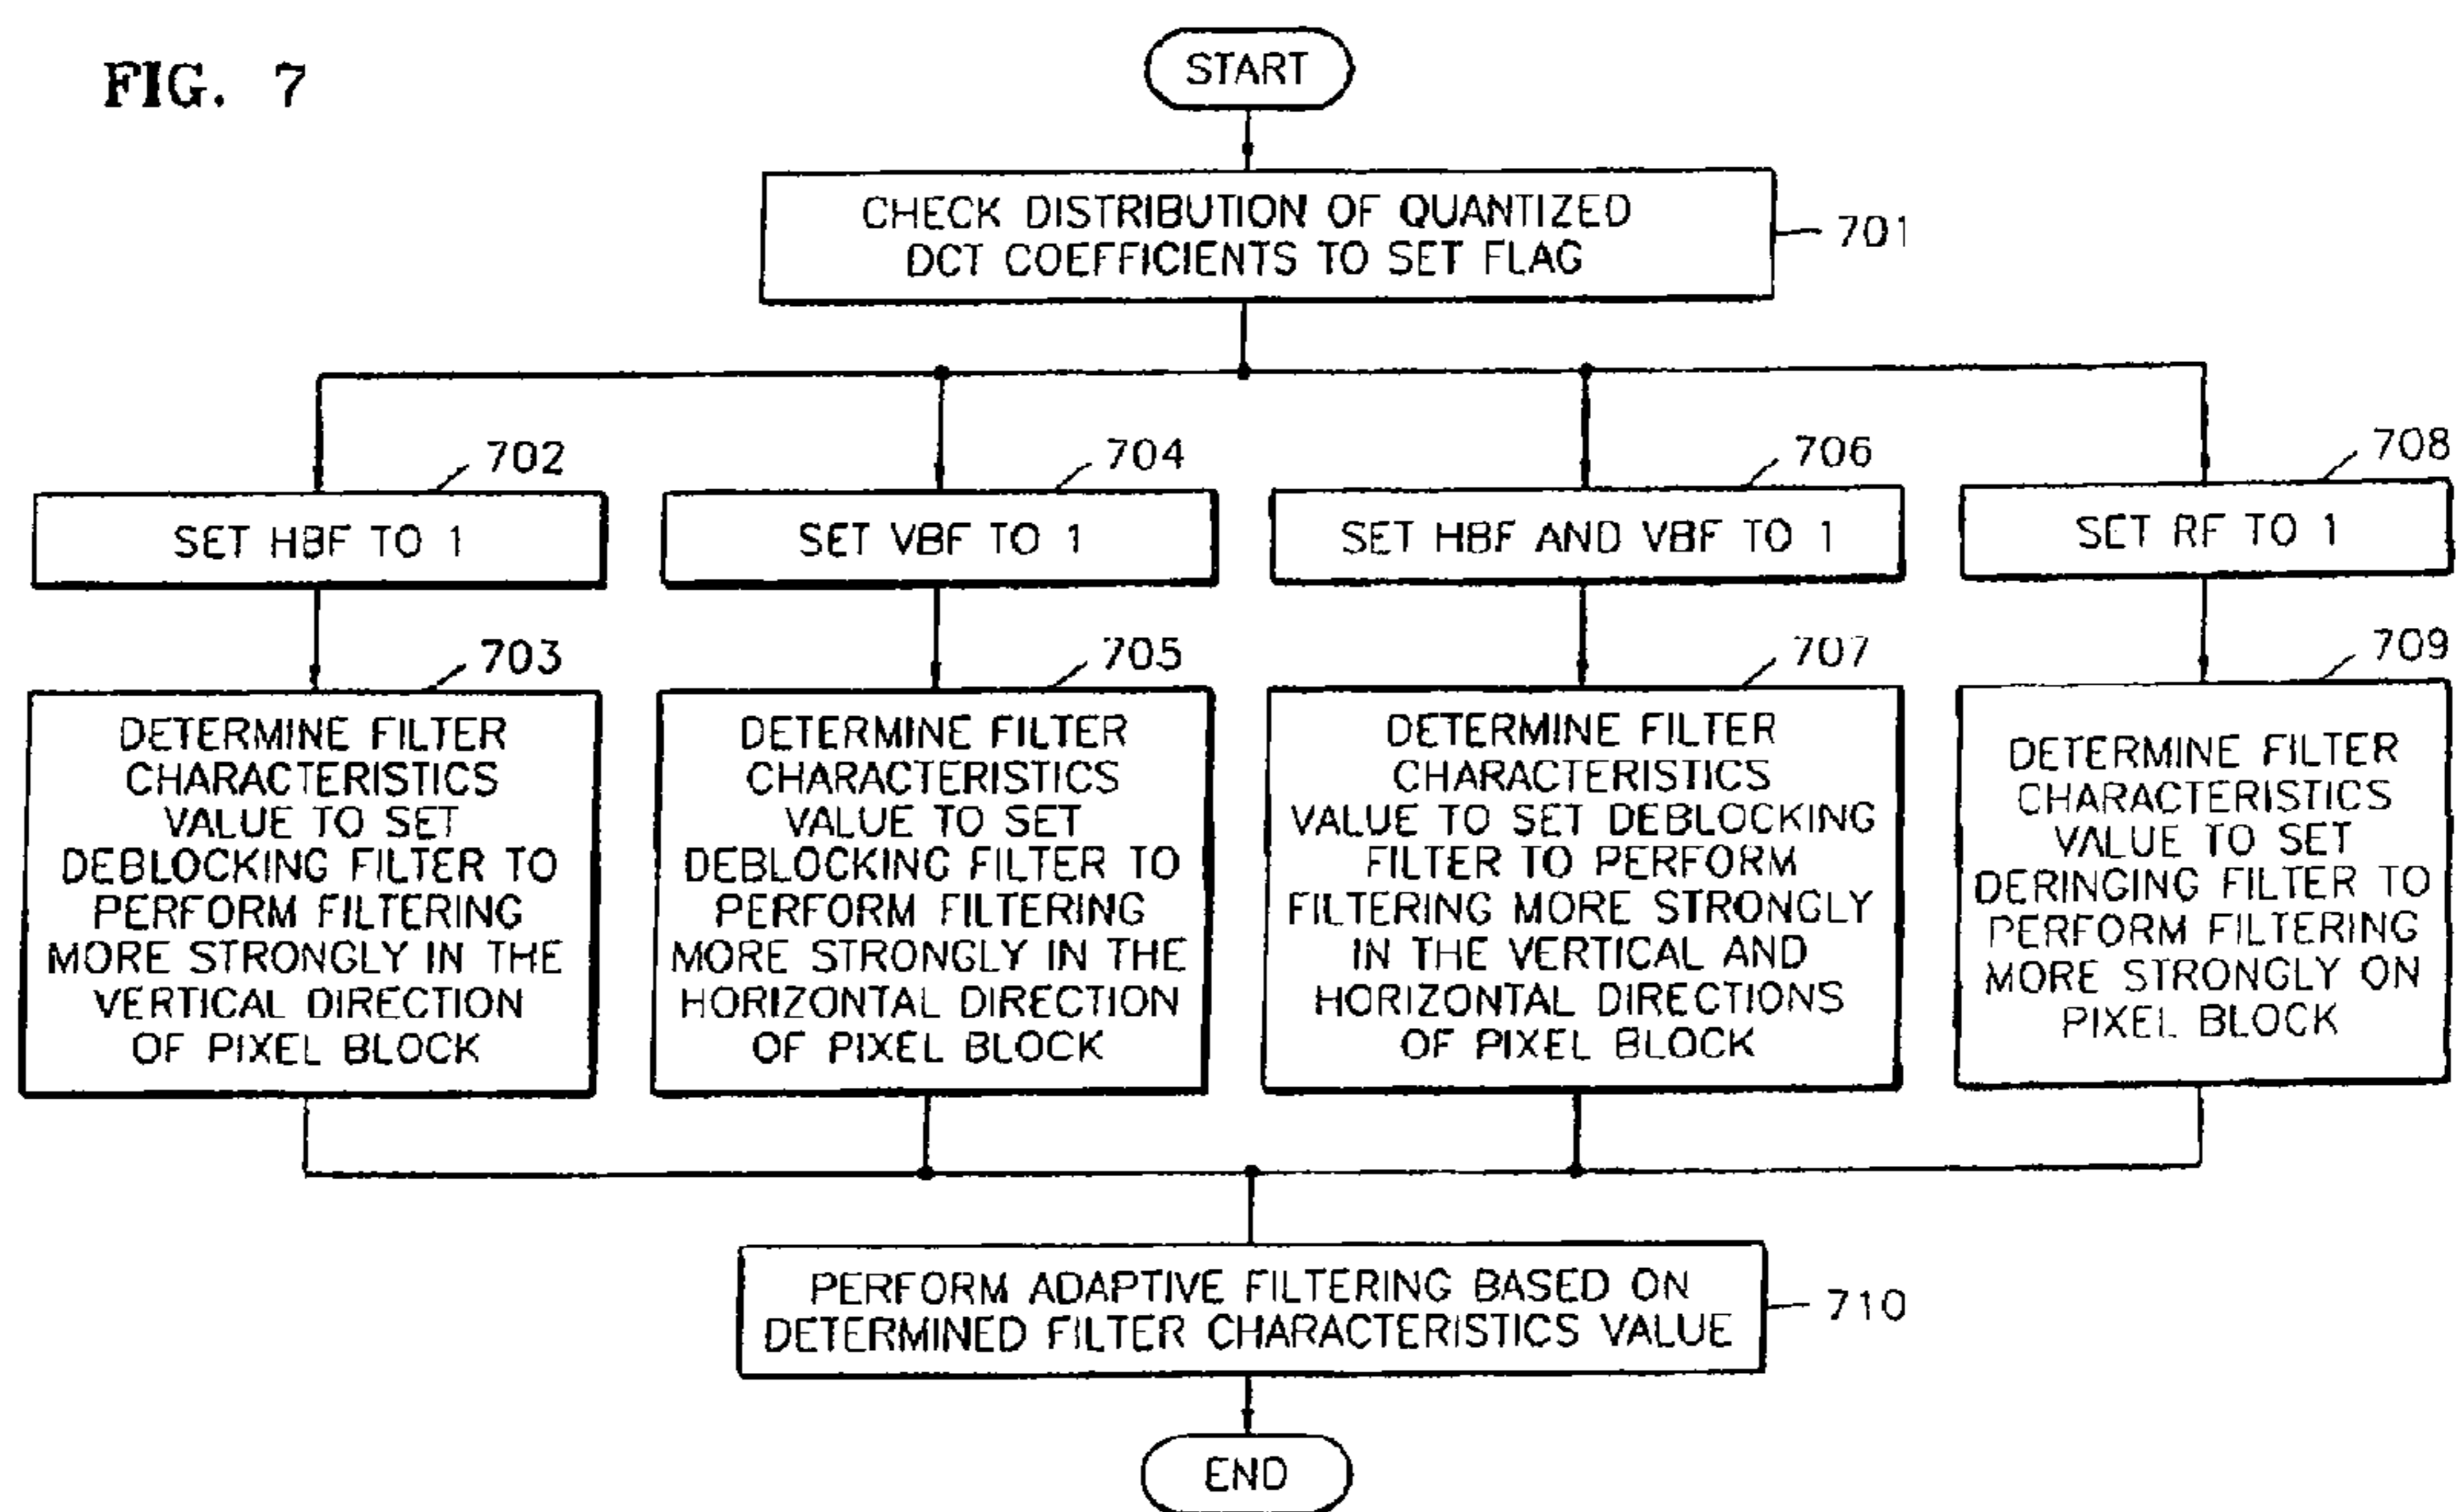 FIG. 7
START
CHECK DISTRIBUTION OF QUANTIZED
DCT COEFFICIENTS TO SET FLAG
701
702
SET HBF TO 1
704
SET VBF TO 1
706
SET HBF AND VBF TO 1
708
SET RF TO 1
703
DETERMINE FILTER
CHARACTERISTICS
VALUE TO SET
DEBLOCKING FILTER TO
PERFORM FILTERING
MORE STRONGLY IN THE
VERTICAL DIRECTION
OF PIXEL BLOCK
705
DETERMINE FILTER
CHARACTERISTICS
VALUE TO SET
DEBLOCKING FILTER TO
PERFORM FILTERING
MORE STRONGLY IN THE
HORIZONTAL DIRECTION
OF PIXEL BLOCK
707
DETERMINE FILTER
CHARACTERISTICS
VALUE TO SET DEBLOCKING
FILTER TO PERFORM
FILTERING MORE STRONGLY
IN THE VERTICAL AND
HORIZONTAL DIRECTIONS
OF PIXEL BLOCK
709
DETERMINE FILTER
CHARACTERISTICS
VALUE TO SET
DERINGING FILTER TO
PERFORM FILTERING
MORE STRONGLY ON
PIXEL BLOCK
PERFORM ADAPTIVE FILTERING BASED ON
DETERMINED FILTER CHARACTERISTICS VALUE
710
END